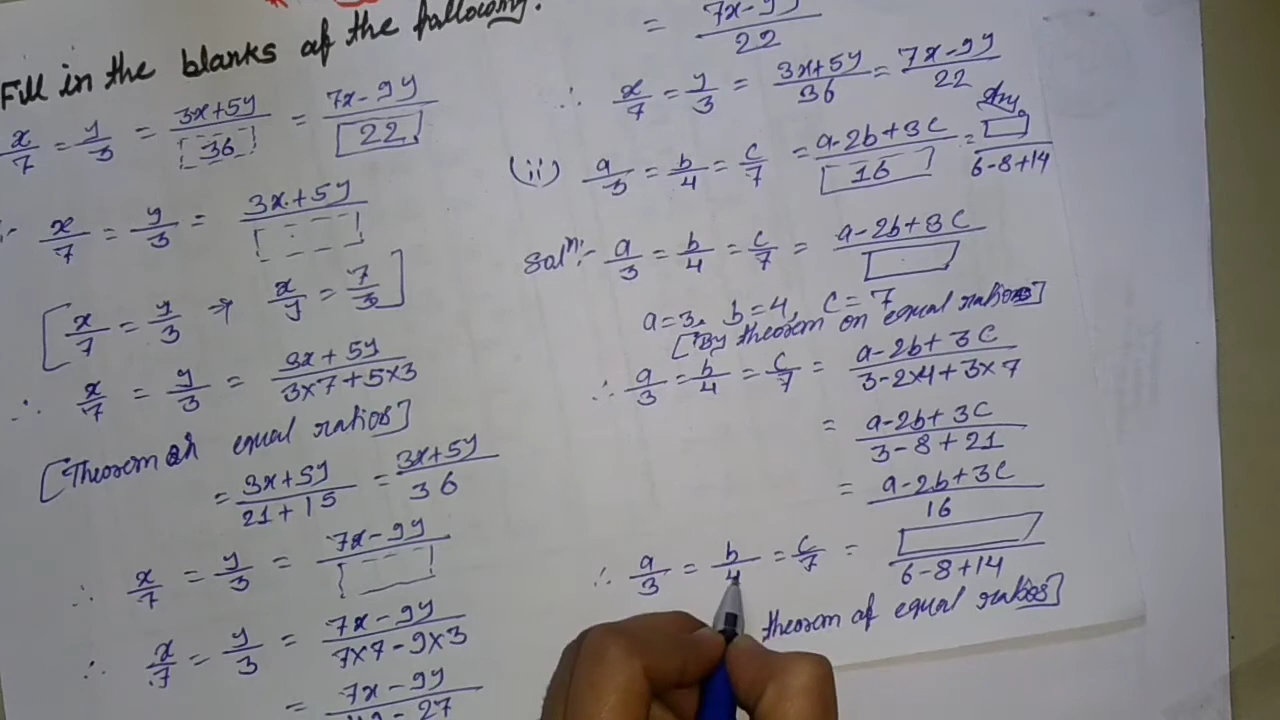 Fill in the blanks of the following.
x/7 = y/3 = 3x+5y/36 = 7x-9y/22
x/7 = y/3 = 3x+5y/[ ]
[x/7 = y/3 ⇒ x/y = 7/3]
∴ x/7 = y/3 = 3x+5y/3×7+5×3
[Theorem on equal ratios]
= 3x+5y/21+15 = 3x+5y/36
∴ x/7 = y/3 = 7x-9y/[ ]
∴ x/7 = y/3 = 7x-9y/7×7-9×3
= 7x-9y/49-27
= 7x-9y/22
∴ x/7 = y/3 = 3x+5y/36 = 7x-9y/22
Ans
(ii) a/3 = b/4 = c/7 = a-2b+3c/16 = [ ]/6-8+14
Solⁿ:- a/3 = b/4 = c/7 = a-2b+3c/[ ]
a=3, b=4, c=7
[By theorem on equal ratios]
∴ a/3 = b/4 = c/7 = a-2b+3c/3-2×4+3×7
= a-2b+3c/3-8+21
= a-2b+3c/16
∴ a/3 = b/4 = c/7 = [ ]/6-8+14
theorem of equal ratios]